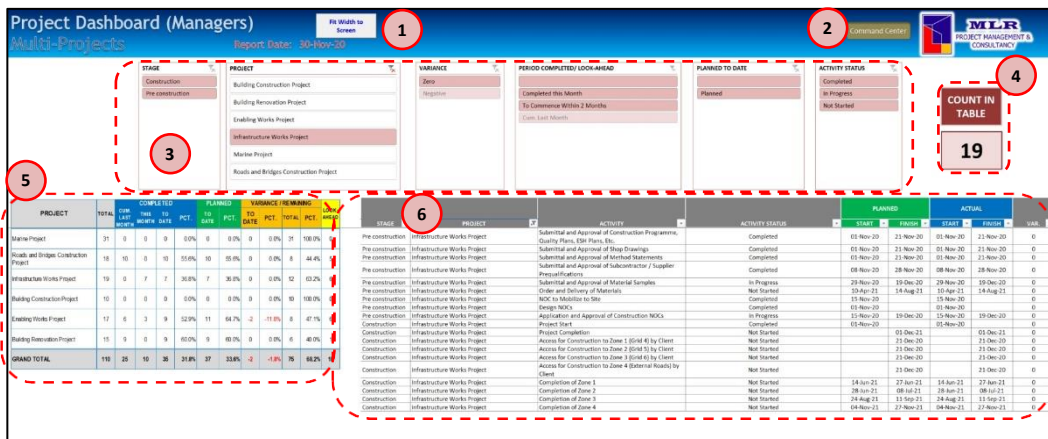 Project Dashboard (Managers)
Multi-Projects
Report Date: 30-Nov-20
Fit Width to
Screen
1
2
Command Center
MLR
PROJECT MANAGEMENT &
CONSULTANCY
STAGE
Construction
Pre construction
3
PROJECT
Building Construction Project
Building Renovation Project
Enabling Works Project
Infrastructure Works Project
Marine Project
Roads and Bridges Construction Project
VARIANCE
Zero
Negative
PERIOD COMPLETED/ LOOK-AHEAD
Completed this Month
To Commence Within 2 Months
Cum. Last Month
PLANNED TO DATE
Planned
ACTIVITY STATUS
Completed
In Progress
Not Started
4
COUNT IN
TABLE
19
5
PROJECT TOTAL COMPLETED PLANNED VARIANCE / REMAINING LOOK AHEAD
CUM. LAST MONTH THIS MONTH TO DATE PCT. TO DATE PCT. TO DATE PCT. TOTAL PCT.
Marine Project 31 0 0 0 0.0% 0 0.0% 0 0.0% 31 100.0%
Roads and Bridges Construction Project 18 10 0 10 55.6% 10 55.6% 0 0.0% 8 44.4%
Infrastructure Works Project 19 0 7 7 36.8% 7 36.8% 0 0.0% 12 63.2%
Building Construction Project 10 0 0 0 0.0% 0 0.0% 0 0.0% 10 100.0%
Enabling Works Project 17 6 3 9 52.9% 11 64.7% -2 -11.8% 8 47.1%
Building Renovation Project 15 9 0 9 60.0% 9 60.0% 0 0.0% 6 40.0%
GRAND TOTAL 110 25 10 35 31.8% 37 33.6% -2 -1.8% 75 68.2%
6
PLANNED ACTUAL
STAGE PROJECT ACTIVITY ACTIVITY STATUS START FINISH START FINISH VAR.
Pre construction Infrastructure Works Project Submittal and Approval of Construction Programme, Quality Plans, ESH Plans, Etc. Completed 01-Nov-20 21-Nov-20 01-Nov-20 21-Nov-20 0
Pre construction Infrastructure Works Project Submittal and Approval of Shop Drawings Completed 01-Nov-20 21-Nov-20 01-Nov-20 21-Nov-20 0
Pre construction Infrastructure Works Project Submittal and Approval of Method Statements Completed 01-Nov-20 21-Nov-20 01-Nov-20 21-Nov-20 0
Pre construction Infrastructure Works Project Submittal and Approval of Subcontractor / Supplier Prequalifications Completed 08-Nov-20 28-Nov-20 08-Nov-20 28-Nov-20 0
Pre construction Infrastructure Works Project Submittal and Approval of Material Samples In Progress 29-Nov-20 19-Dec-20 29-Nov-20 19-Dec-20 0
Pre construction Infrastructure Works Project Order and Delivery of Materials Not Started 10-Apr-21 14-Aug-21 10-Apr-21 14-Aug-21 0
Pre construction Infrastructure Works Project NOC to Mobilize to Site Completed 15-Nov-20 15-Nov-20 0
Pre construction Infrastructure Works Project Design NOCs Completed 01-Nov-20 01-Nov-20 0
Pre construction Infrastructure Works Project Application and Approval of Construction NOCs In Progress 15-Nov-20 19-Dec-20 15-Nov-20 19-Dec-20 0
Construction Infrastructure Works Project Project Start Completed 01-Nov-20 01-Nov-20 0
Construction Infrastructure Works Project Project Completion Not Started 01-Dec-21 01-Dec-21 0
Construction Infrastructure Works Project Access for Construction to Zone 1 (Grid 4) by Client Not Started 21-Dec-20 21-Dec-20 0
Construction Infrastructure Works Project Access for Construction to Zone 2 (Grid 5) by Client Not Started 21-Dec-20 21-Dec-20 0
Construction Infrastructure Works Project Access for Construction to Zone 3 (Grid 6) by Client Not Started 21-Dec-20 21-Dec-20 0
Construction Infrastructure Works Project Access for Construction to Zone 4 (External Roads) by Client Not Started 21-Dec-20 21-Dec-20 0
Construction Infrastructure Works Project Completion of Zone 1 Not Started 14-Jun-21 27-Jun-21 14-Jun-21 27-Jun-21 0
Construction Infrastructure Works Project Completion of Zone 2 Not Started 28-Jun-21 08-Jul-21 28-Jun-21 08-Jul-21 0
Construction Infrastructure Works Project Completion of Zone 3 Not Started 24-Aug-21 11-Sep-21 24-Aug-21 11-Sep-21 0
Construction Infrastructure Works Project Completion of Zone 4 Not Started 04-Nov-21 27-Nov-21 04-Nov-21 27-Nov-21 0